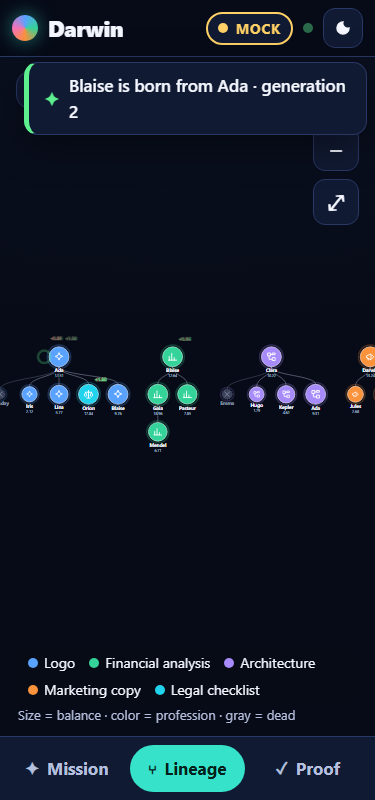 Darwin
MOCK
Blaise is born from Ada · generation
2
Ada
Blaise
Clara
Iris
Lina
Orion
Blaise
Gaia
Pasteur
Emma
Hugo
Kepler
Ada
Jules
Mendel
Logo
Financial analysis
Architecture
Marketing copy
Legal checklist
Size = balance · color = profession · gray = dead
Mission
Lineage
Proof